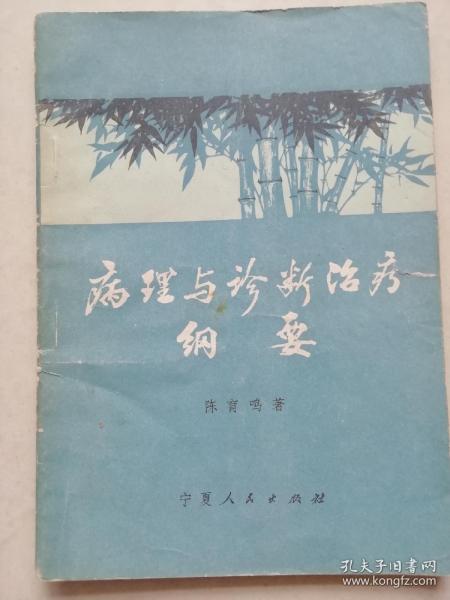 病理与诊断治疗
纲要
陈育鸣著
宁夏人民出版社
孔夫子旧书网
www.kongfz.com